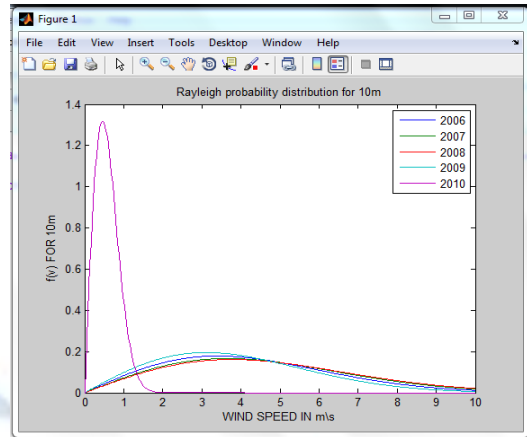 Figure 1
File Edit View Insert Tools Desktop Window Help
Rayleigh probability distribution for 10m
1.4
1.2
1
0.8
0.6
0.4
0.2
0
f(v) FOR 10m
2006
2007
2008
2009
2010
0 1 2 3 4 5 6 7 8 9 10
WIND SPEED IN m/s